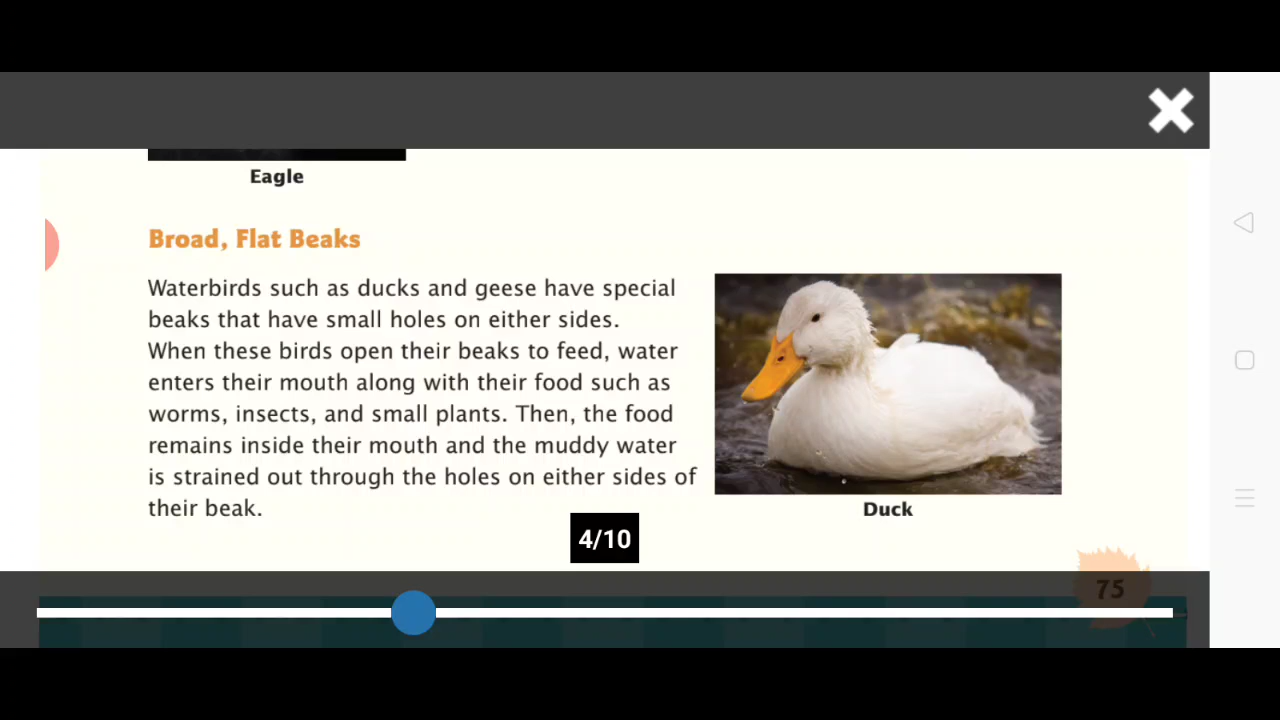 Eagle
Broad, Flat Beaks
Waterbirds such as ducks and geese have special
beaks that have small holes on either sides.
When these birds open their beaks to feed, water
enters their mouth along with their food such as
worms, insects, and small plants. Then, the food
remains inside their mouth and the muddy water
is strained out through the holes on either sides of
their beak.
Duck
4/10
75